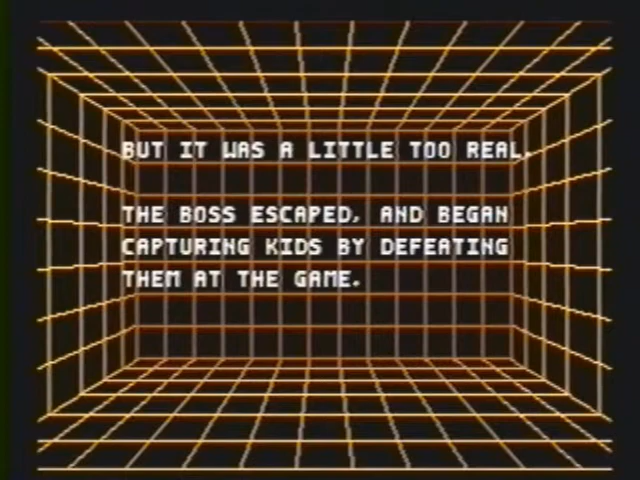 BUT IT WAS A LITTLE TOO REAL.
THE BOSS ESCAPED, AND BEGAN
CAPTURING KIDS BY DEFEATING
THEM AT THE GAME.